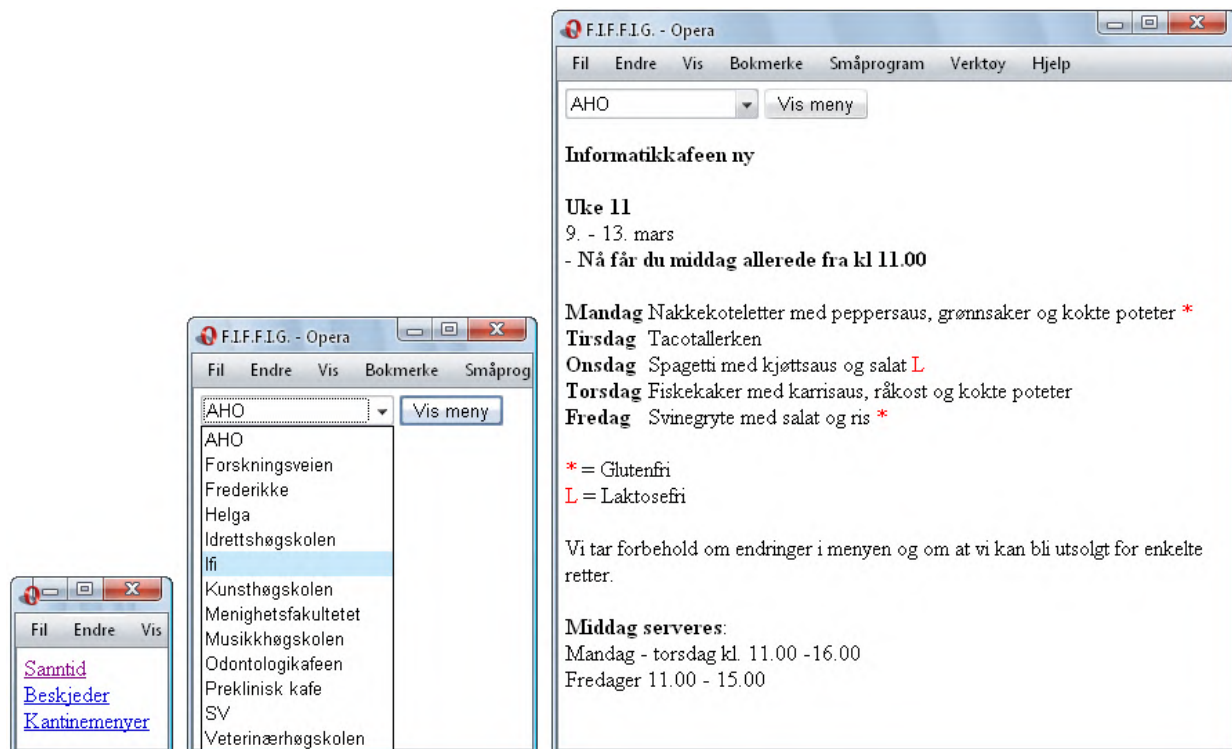 Fil Endre Vis
Sanntid
Beskjeder
Kantinemenyer
F.I.F.F.I.G. - Opera
Fil Endre Vis Bokmerke Småprog
AHO Vis meny
AHO
Forskningsveien
Frederikke
Helga
Idrettshøgskolen
Ifi
Kunsthøgskolen
Menighetsfakultetet
Musikkhøgskolen
Odontologikafeen
Preklinisk kafe
SV
Veterinærhøgskolen
F.I.F.F.I.G. - Opera
Fil Endre Vis Bokmerke Småprogram Verktøy Hjelp
AHO Vis meny
Informatikkafeen ny
Uke 11
9. - 13. mars
- Nå får du middag allerede fra kl 11.00
Mandag Nakkekoteletter med peppersaus, grønnsaker og kokte poteter *
Tirsdag Tacotallerken
Onsdag Spagetti med kjøttsaus og salat L
Torsdag Fiskekaker med karrisaus, råkost og kokte poteter
Fredag Svinegryte med salat og ris *
* = Glutenfri
L = Laktosefri
Vi tar forbehold om endringer i menyen og om at vi kan bli utsolgt for enkelte
retter.
Middag serveres:
Mandag - torsdag kl. 11.00 -16.00
Fredager 11.00 - 15.00